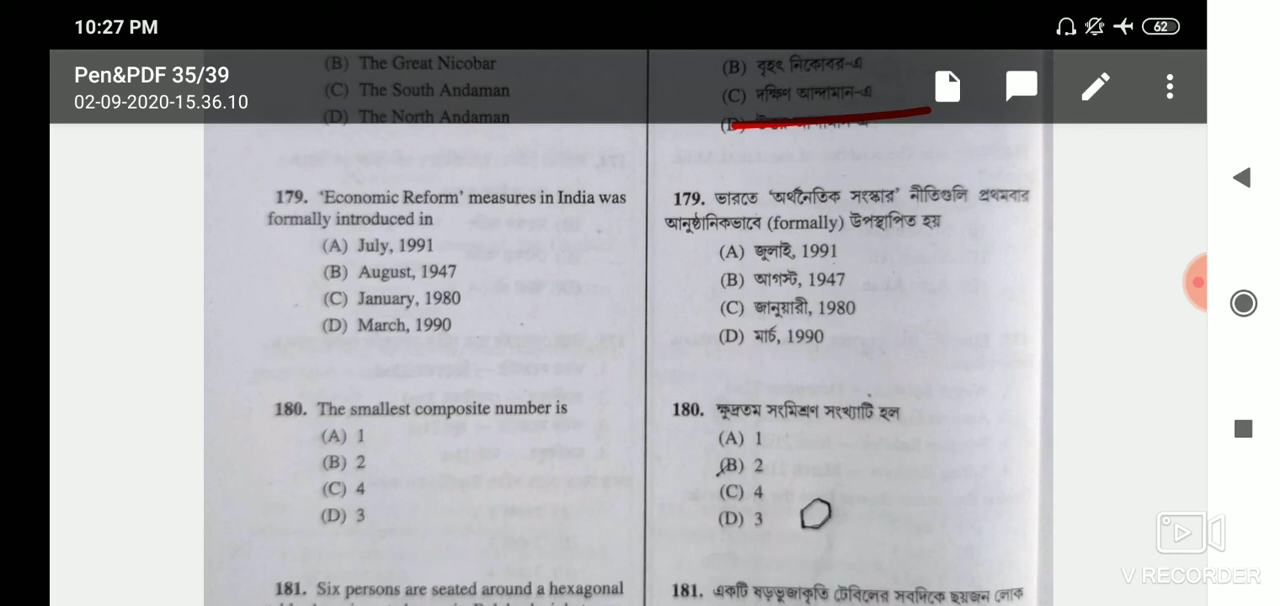 10:27 PM
62
Pen&PDF 35/39
02-09-2020-15.36.10
(B) The Great Nicobar
(C) The South Andaman
(D) The North Andaman
179. ‘Economic Reform’ measures in India was
formally introduced in
(A) July, 1991
(B) August, 1947
(C) January, 1980
(D) March, 1990
180. The smallest composite number is
(A) 1
(B) 2
(C) 4
(D) 3
181. Six persons are seated around a hexagonal
(B) বৃহৎ নিকোবর-এ
(C) দক্ষিণ আন্দামান-এ
(D)
179. ভারতে ‘অর্থনৈতিক সংস্কার’ নীতিগুলি প্রথমবার
আনুষ্ঠানিকভাবে (formally) উপস্থাপিত হয়
(A) জুলাই, 1991
(B) আগস্ট, 1947
(C) জানুয়ারী, 1980
(D) মার্চ, 1990
180. ক্ষুদ্রতম সংমিশ্রণ সংখ্যাটি হল
(A) 1
(B) 2
(C) 4
(D) 3
181. একটি ষড়ভুজাকৃতি টেবিলের সবদিকে ছয়জন লোক
V RECORDER